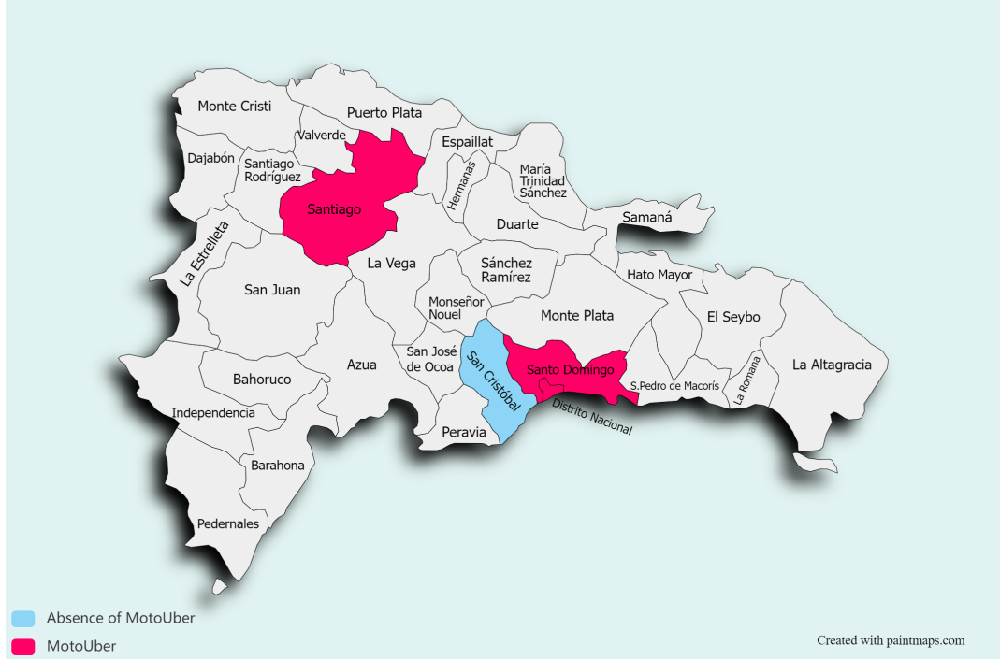 Monte Cristi
Puerto Plata
Valverde
Espaillat
Dajabón
Santiago
Rodríguez
Hermanas
María
Trinidad
Sánchez
Santiago
Samaná
Duarte
La Estrelleta
La Vega
Sánchez
Ramírez
Hato Mayor
San Juan
Monseñor
Nouel
Monte Plata
El Seybo
San José
de Ocoa
Azua
San Cristóbal
Santo Domingo
La Altagracia
Bahoruco
S.Pedro de Macorís
La Romana
Independencia
Distrito Nacional
Peravia
Barahona
Pedernales
Absence of MotoUber
MotoUber
Created with paintmaps.com